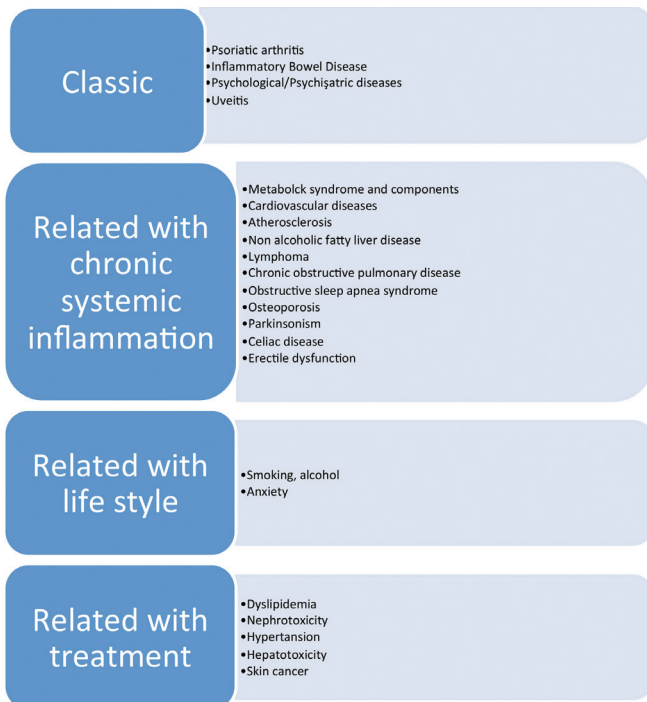 Classic
•Psoriatic arthritis
•Inflammatory Bowel Disease
•Psychological/Psychişatric diseases
•Uveitis
Related with
chronic
systemic
inflammation
•Metabolck syndrome and components
•Cardiovascular diseases
•Atherosclerosis
•Non alcoholic fatty liver disease
•Lymphoma
•Chronic obstructive pulmonary disease
•Obstructive sleep apnea syndrome
•Osteoporosis
•Parkinsonism
•Celiac disease
•Erectile dysfunction
Related with
life style
•Smoking, alcohol
•Anxiety
Related with
treatment
•Dyslipidemia
•Nephrotoxicity
•Hypertansion
•Hepatotoxicity
•Skin cancer